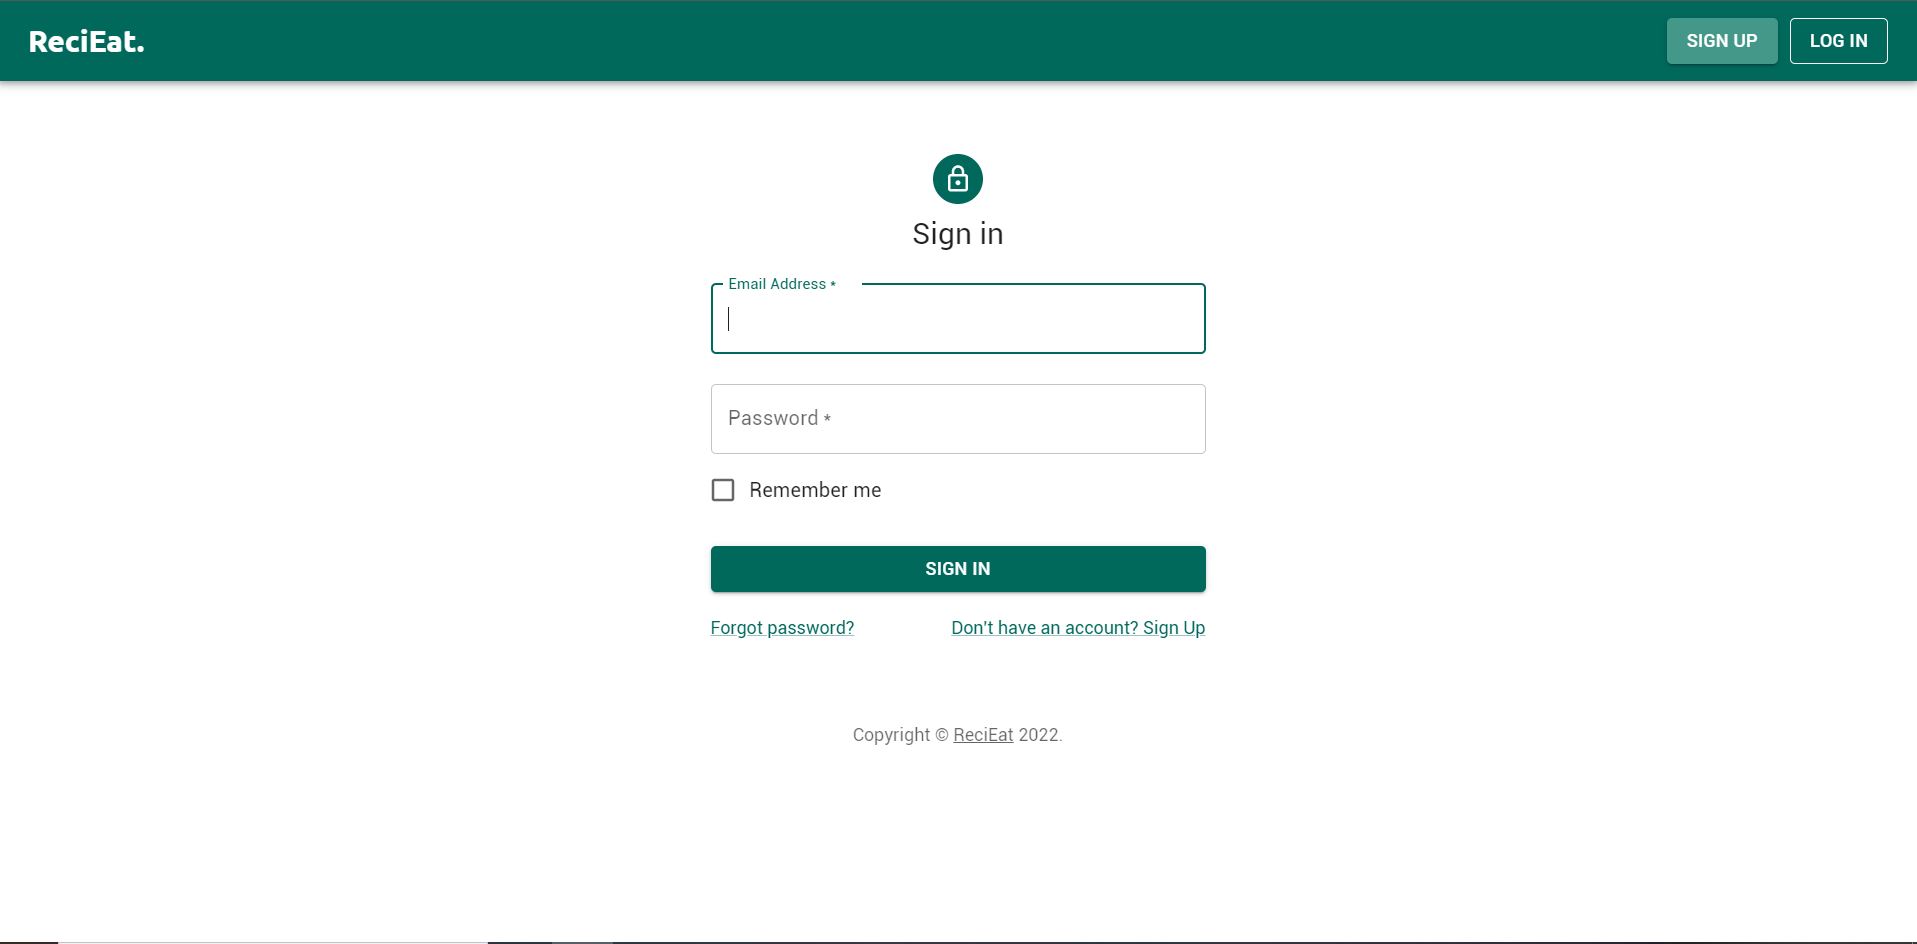 ReciEat.
SIGN UP
LOG IN
Sign in
Email Address *
Password *
Remember me
SIGN IN
Forgot password?
Don't have an account? Sign Up
Copyright © ReciEat 2022.